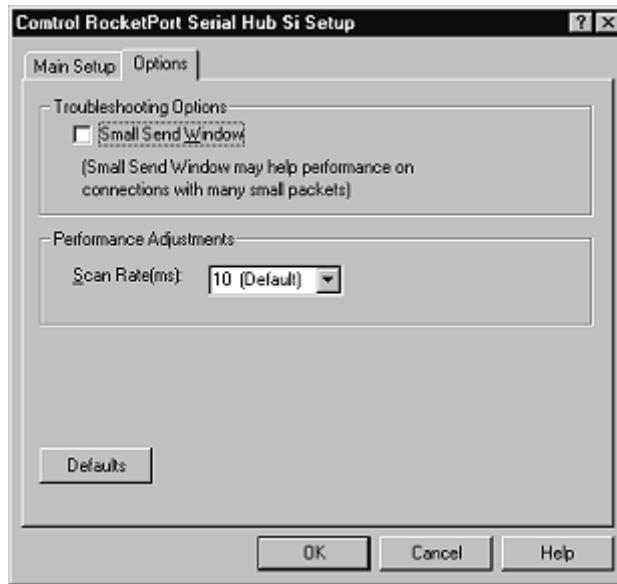 Comtrol RocketPort Serial Hub Si Setup
Main Setup
Options
Troubleshooting Options
Small Send Window
(Small Send Window may help performance on
connections with many small packets)
Performance Adjustments
Scan Rate(ms):
10 (Default)
Defaults
OK
Cancel
Help